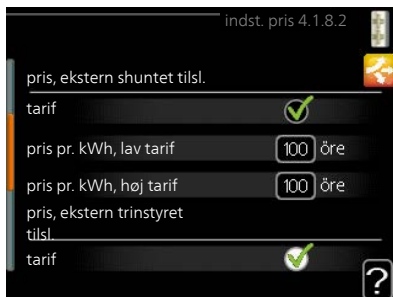 indst. pris 4.1.8.2
pris, ekstern shuntet tilsl.
tarif
pris pr. kWh, lav tarif 100 öre
pris pr. kWh, høj tarif 100 öre
pris, ekstern trinstyret
tilsl.
tarif
?